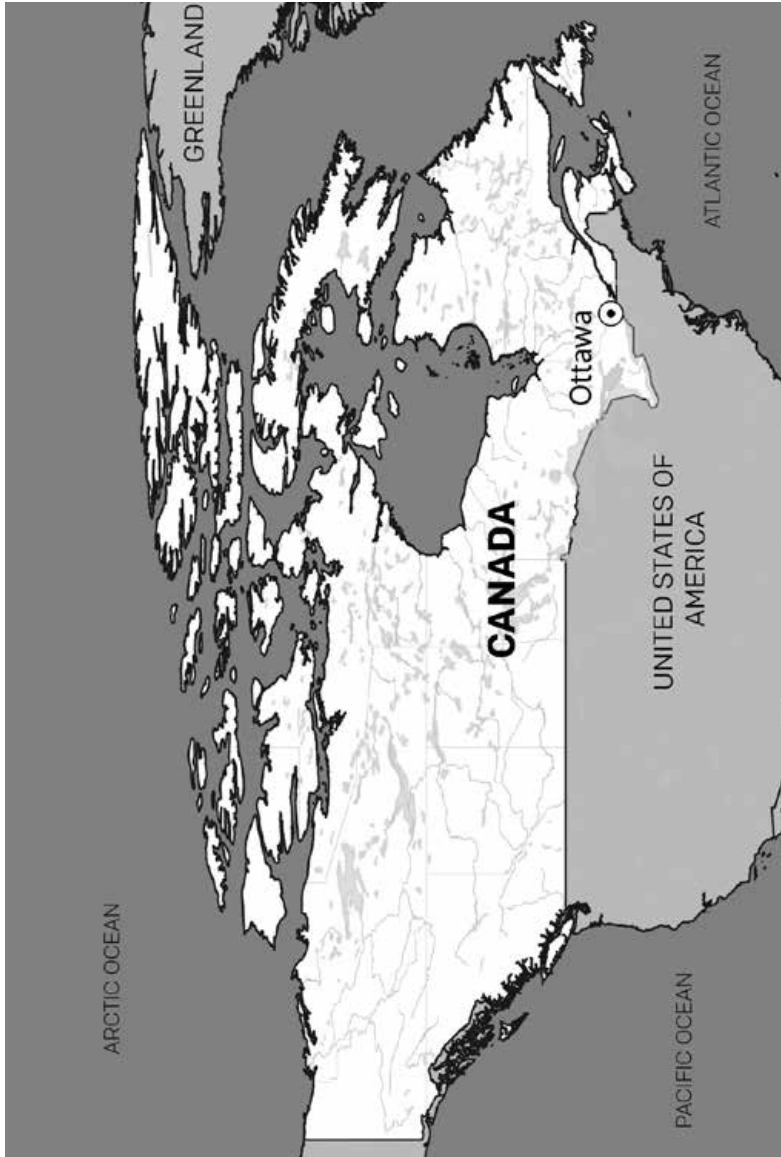 GREENLAND
ARCTIC OCEAN
CANADA
Ottawa
UNITED STATES OF
AMERICA
ATLANTIC OCEAN
PACIFIC OCEAN